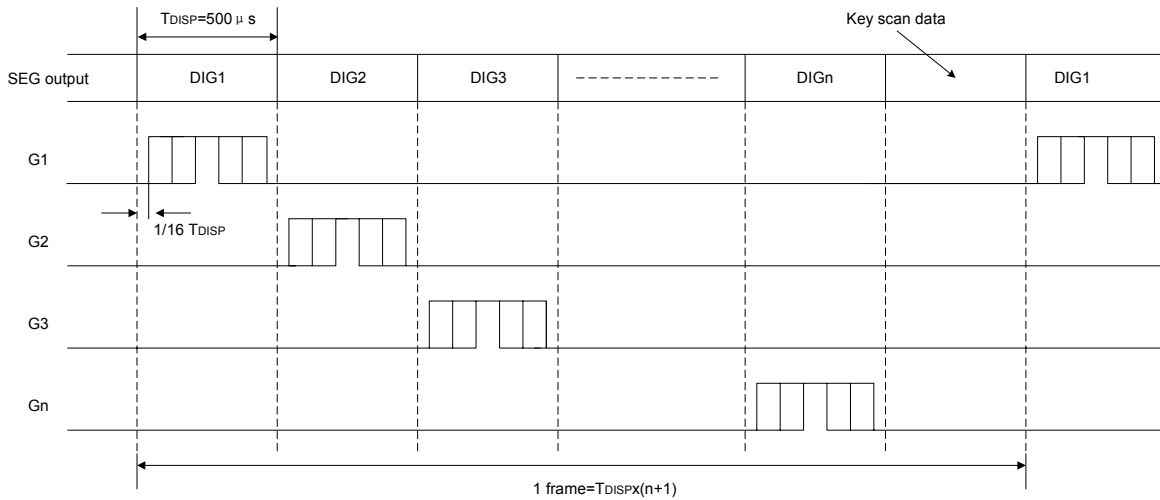 TDISP=500 μ s
Key scan data
SEG output DIG1 DIG2 DIG3 DIGn DIG1
G1
1/16 TDISP
G2
G3
Gn
1 frame=TDISPx(n+1)